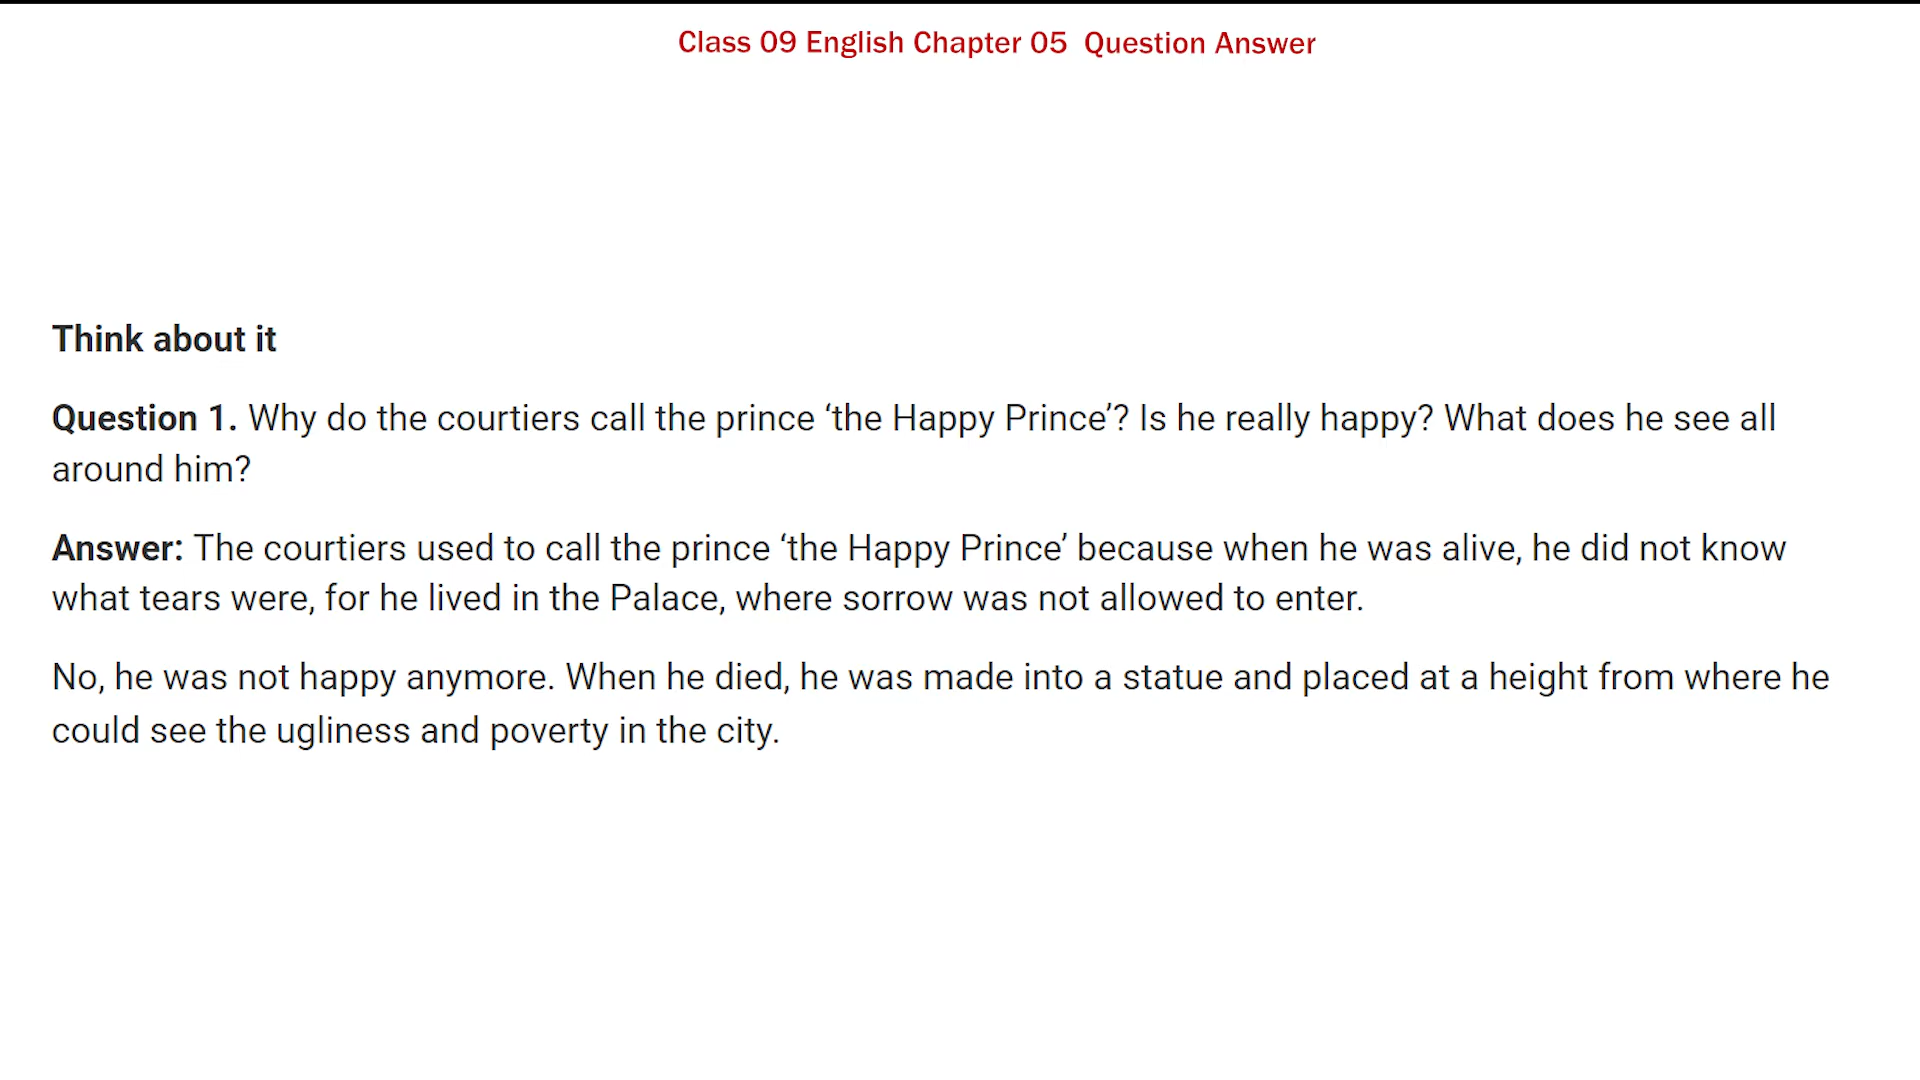 Class 09 English Chapter 05  Question Answer
Think about it
Question 1. Why do the courtiers call the prince ‘the Happy Prince’? Is he really happy? What does he see all
around him?
Answer: The courtiers used to call the prince ‘the Happy Prince’ because when he was alive, he did not know
what tears were, for he lived in the Palace, where sorrow was not allowed to enter.
No, he was not happy anymore. When he died, he was made into a statue and placed at a height from where he
could see the ugliness and poverty in the city.